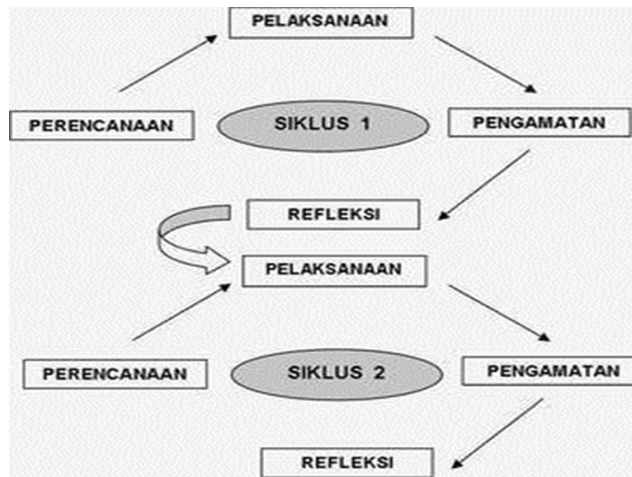 PELAKSANAAN
PERENCANAAN
SIKLUS 1
PENGAMATAN
REFLEKSI
PELAKSANAAN
PERENCANAAN
SIKLUS 2
PENGAMATAN
REFLEKSI